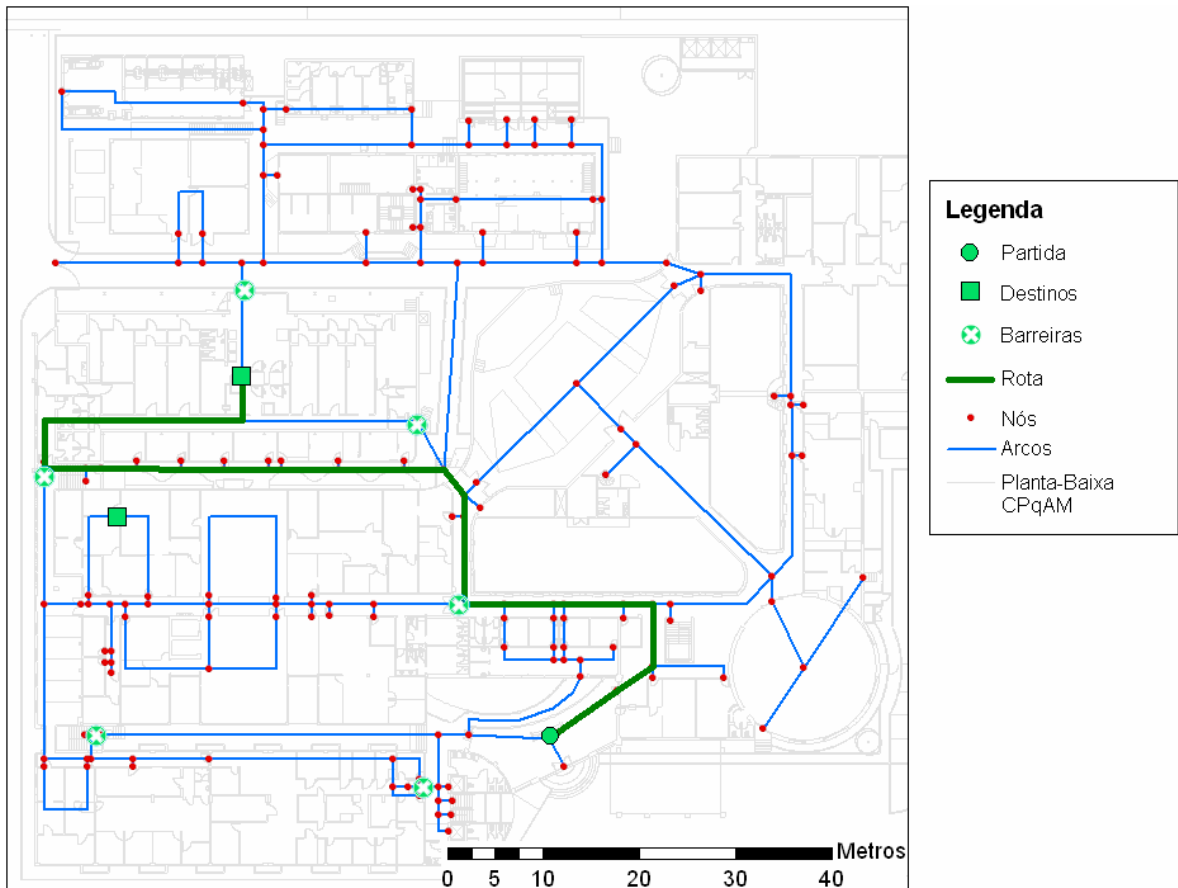 Legenda
Partida
Destinos
Barreiras
Rota
Nós
Arcos
Planta-Baixa
CPqAM
Metros
0 5 10 20 30 40